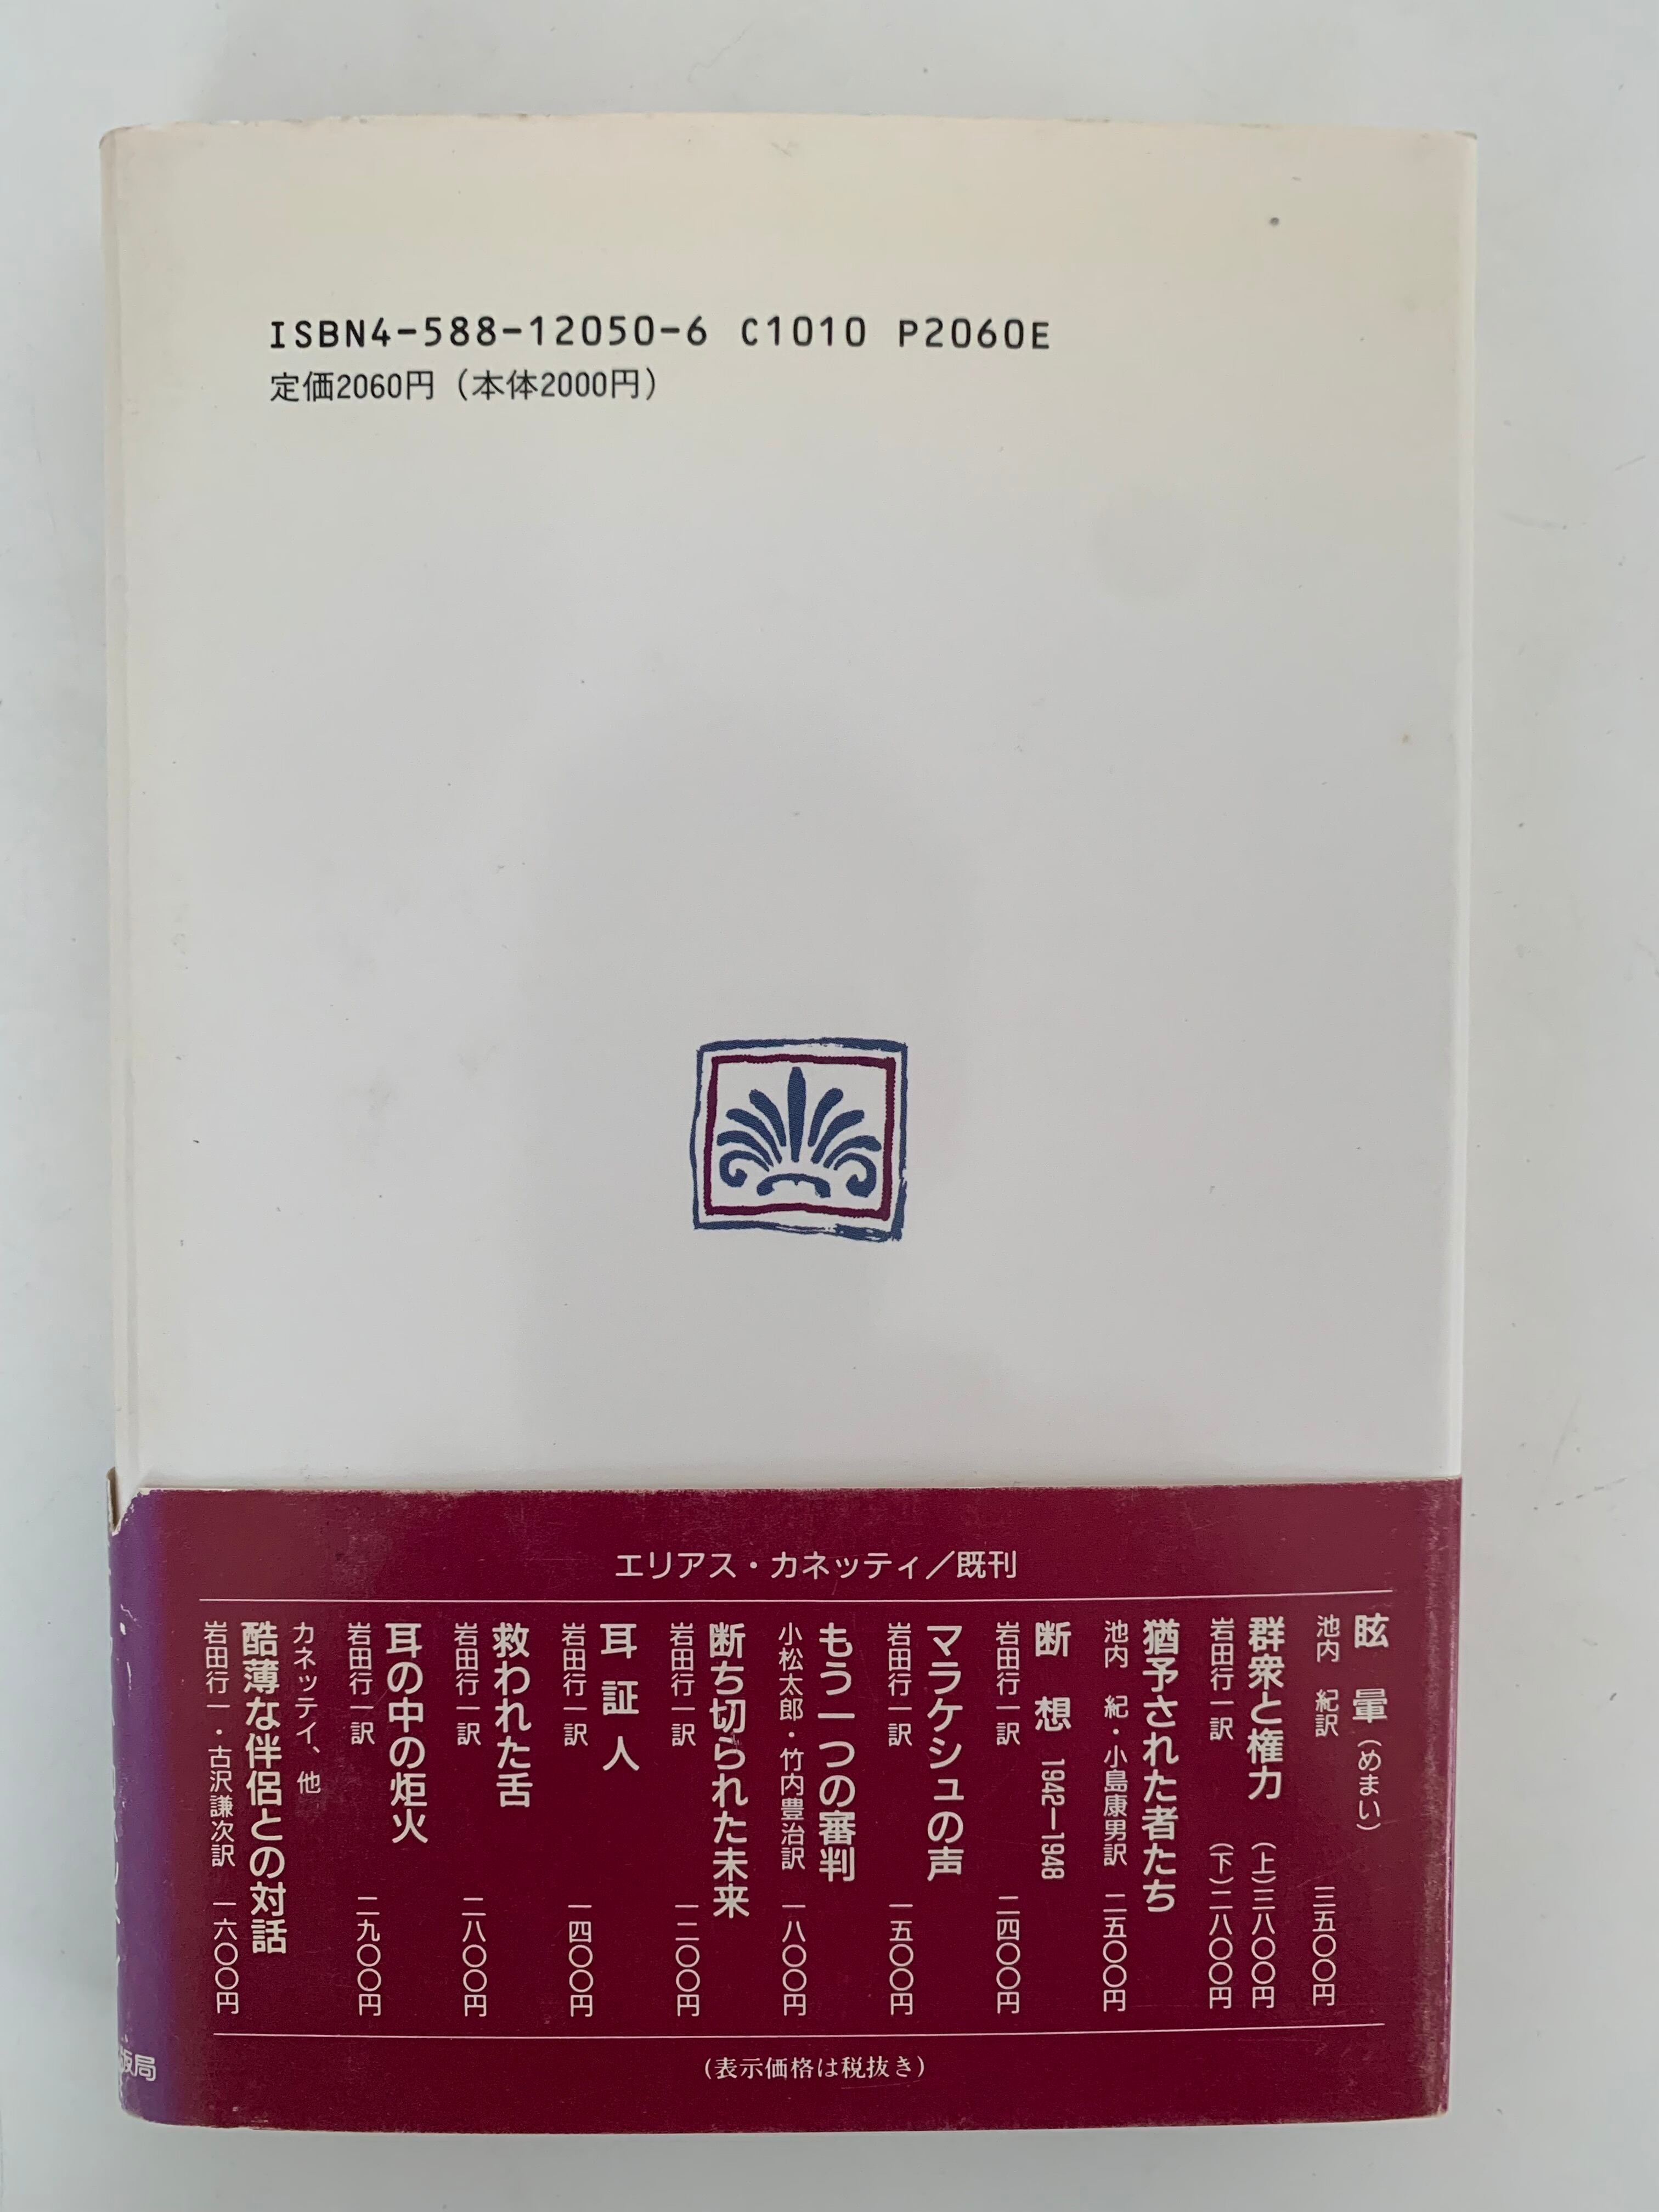 ISBN4-588-12050-6 C1010 P2060E
定価2060円（本体2000円）
エリアス・カネッティ／既刊
眩暈（めまい）
池内 紀訳 三五〇〇円
群衆と権力 （上）三八〇〇円
岩田行一訳 （下）二八〇〇円
猶予された者たち
池内 紀・小島康男訳 二五〇〇円
断想 1942―1948
岩田行一訳 二四〇〇円
マラケシュの声
岩田行一訳 一五〇〇円
もう一つの審判
小松太郎・竹内豊治訳 一八〇〇円
断ち切られた未来
岩田行一訳 一二〇〇円
耳証人
岩田行一訳 一四〇〇円
救われた舌
岩田行一訳 二八〇〇円
耳の中の炬火
岩田行一訳 二九〇〇円
カネッティ、他
酷薄な伴侶との対話
岩田行一・古沢謙次訳 一六〇〇円
（表示価格は税抜き）
版局